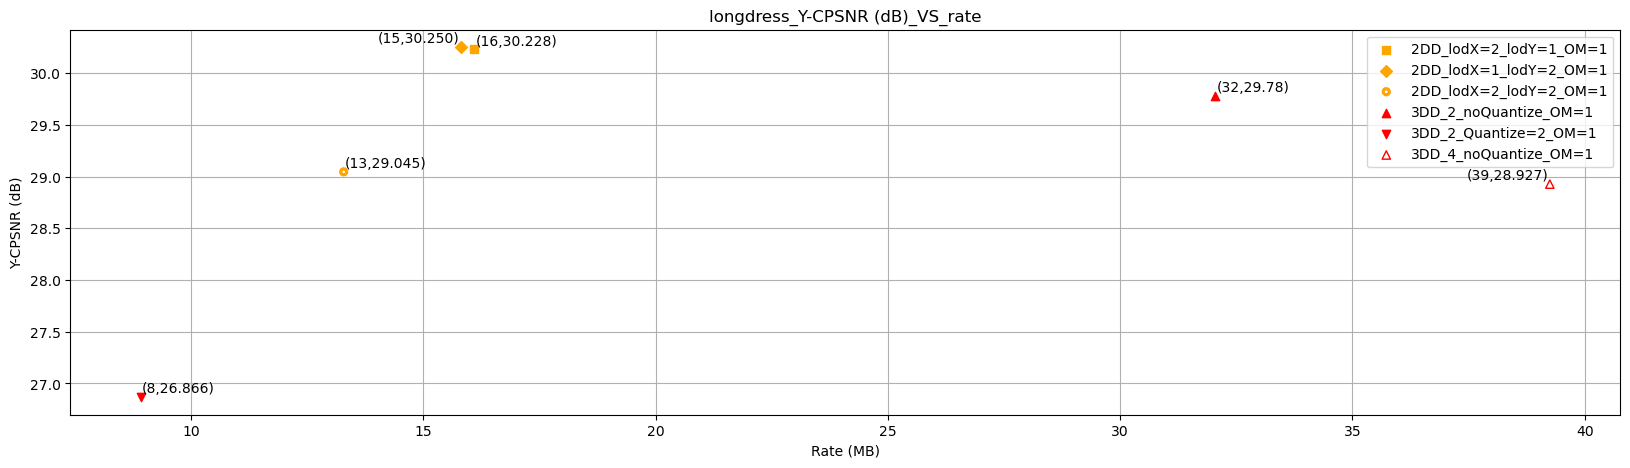 longdress_Y-CPSNR (dB)_VS_rate
(15,30.250)
(16,30.228)
(32,29.78)
(13,29.045)
(39,28.927)
(8,26.866)
2DD_lodX=2_lodY=1_OM=1
2DD_lodX=1_lodY=2_OM=1
2DD_lodX=2_lodY=2_OM=1
3DD_2_noQuantize_OM=1
3DD_2_Quantize=2_OM=1
3DD_4_noQuantize_OM=1
Y-CPSNR (dB)
30.0
29.5
29.0
28.5
28.0
27.5
27.0
10 15 20 25 30 35 40
Rate (MB)